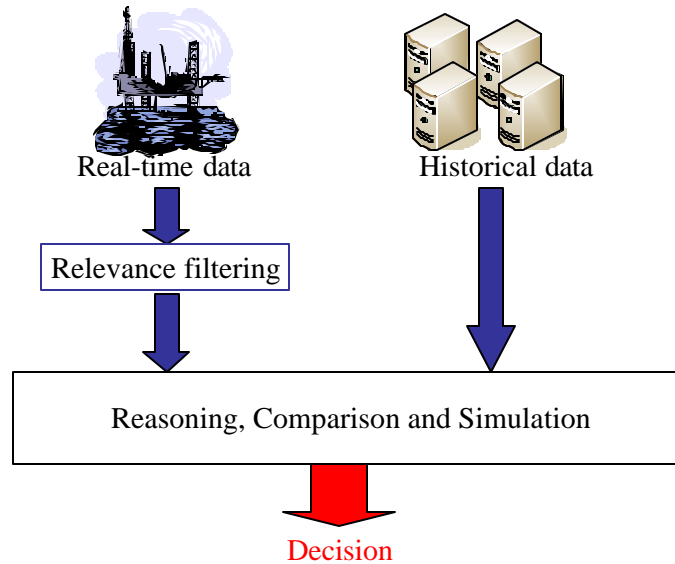 Real-time data
Historical data
Relevance filtering
Reasoning, Comparison and Simulation
Decision